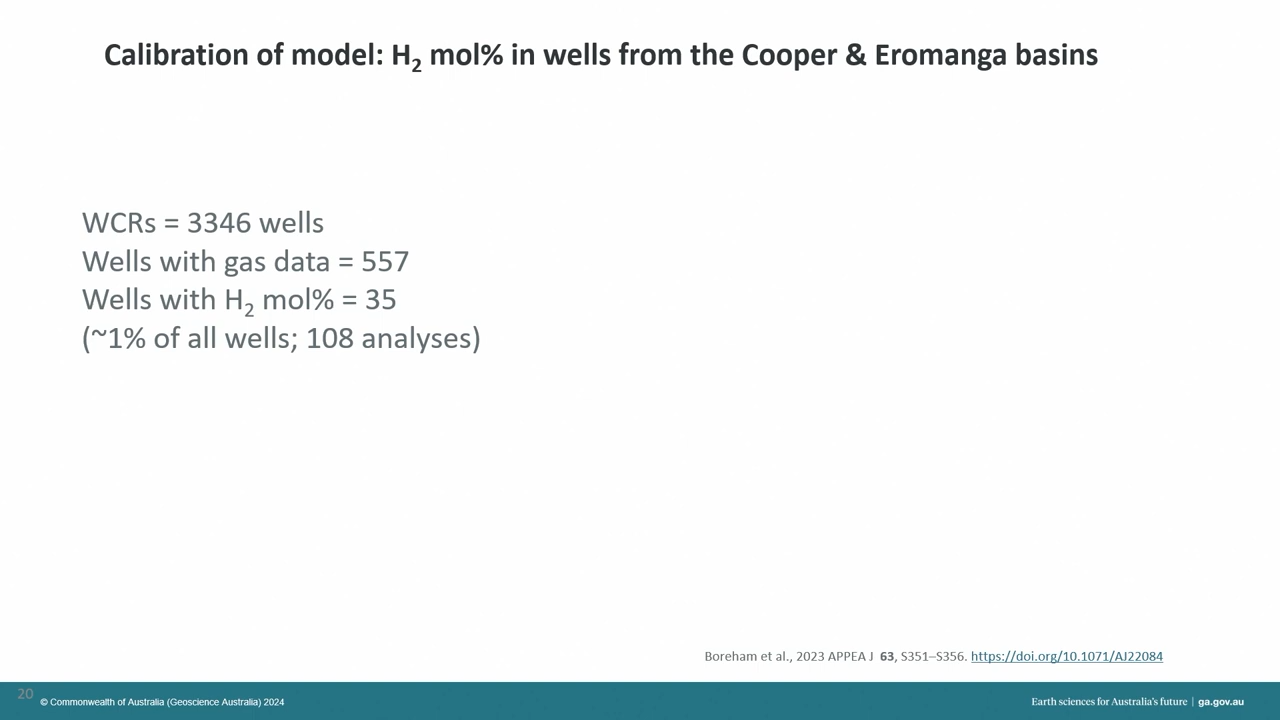 Calibration of model: H₂ mol% in wells from the Cooper & Eromanga basins
WCRs = 3346 wells
Wells with gas data = 557
Wells with H₂ mol% = 35
(~1% of all wells; 108 analyses)
Boreham et al., 2023 APPEA J 63, S351–S356. https://doi.org/10.1071/AJ22084
20
© Commonwealth of Australia (Geoscience Australia) 2024
Earth sciences for Australia's future | ga.gov.au